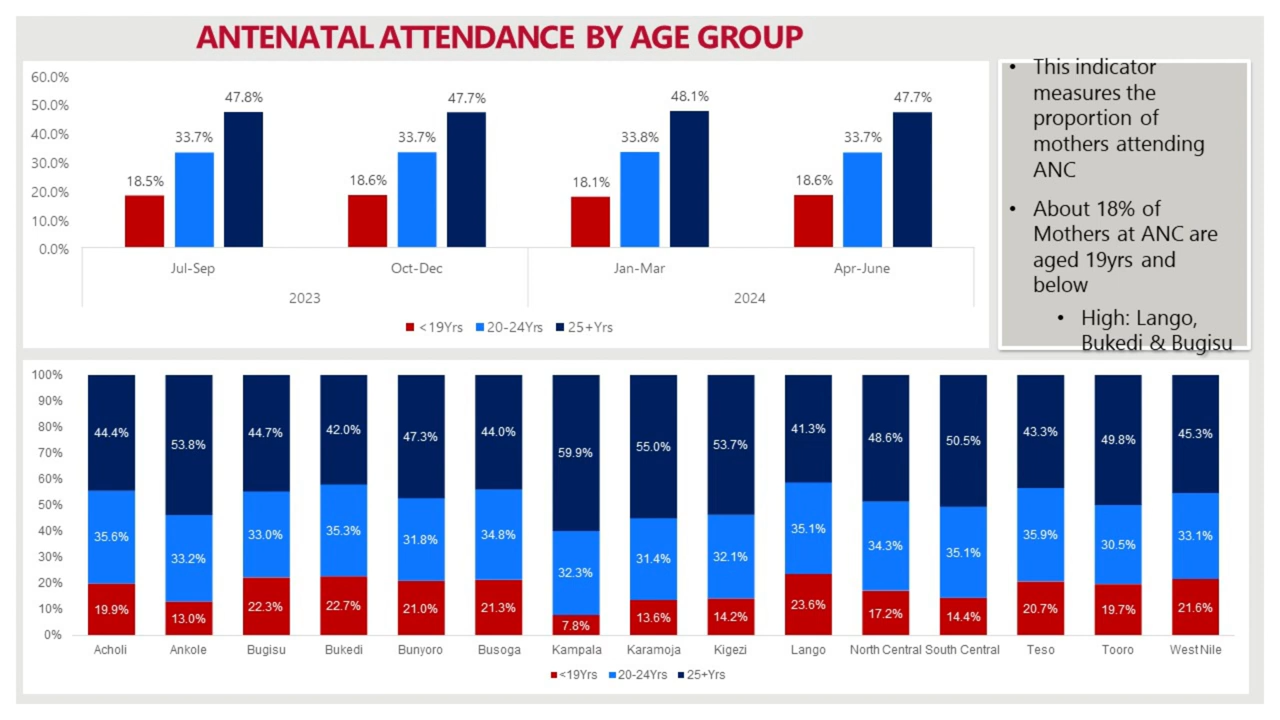 ANTENATAL ATTENDANCE BY AGE GROUP
60.0%
50.0%
40.0%
30.0%
20.0%
10.0%
0.0%
18.5% 33.7% 47.8%
18.6% 33.7% 47.7%
18.1% 33.8% 48.1%
18.6% 33.7% 47.7%
Jul-Sep Oct-Dec Jan-Mar Apr-June
2023 2024
<19Yrs 20-24Yrs 25+Yrs
• This indicator
measures the
proportion of
mothers attending
ANC
• About 18% of
Mothers at ANC are
aged 19yrs and
below
• High: Lango,
Bukedi & Bugisu
100%
90%
80%
70%
60%
50%
40%
30%
20%
10%
0%
44.4% 53.8% 44.7% 42.0% 47.3% 44.0% 59.9% 55.0% 53.7% 41.3% 48.6% 50.5% 43.3% 49.8% 45.3%
35.6% 33.2% 33.0% 35.3% 31.8% 34.8% 32.3% 31.4% 32.1% 35.1% 34.3% 35.1% 35.9% 30.5% 33.1%
19.9% 13.0% 22.3% 22.7% 21.0% 21.3% 7.8% 13.6% 14.2% 23.6% 17.2% 14.4% 20.7% 19.7% 21.6%
Acholi Ankole Bugisu Bukedi Bunyoro Busoga Kampala Karamoja Kigezi Lango North Central South Central Teso Tooro West Nile
<19Yrs 20-24Yrs 25+Yrs